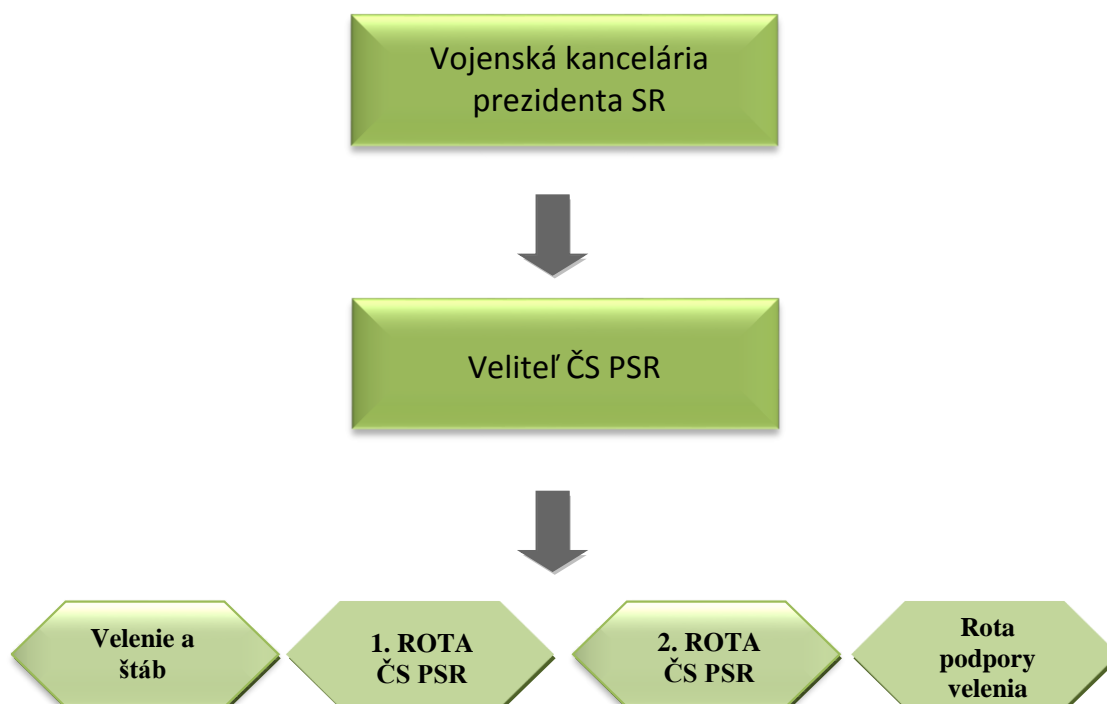 Vojenská kancelária
prezidenta SR
Veliteľ ČS PSR
Velenie a
štáb
1. ROTA
ČS PSR
2. ROTA
ČS PSR
Rota
podpory
velenia